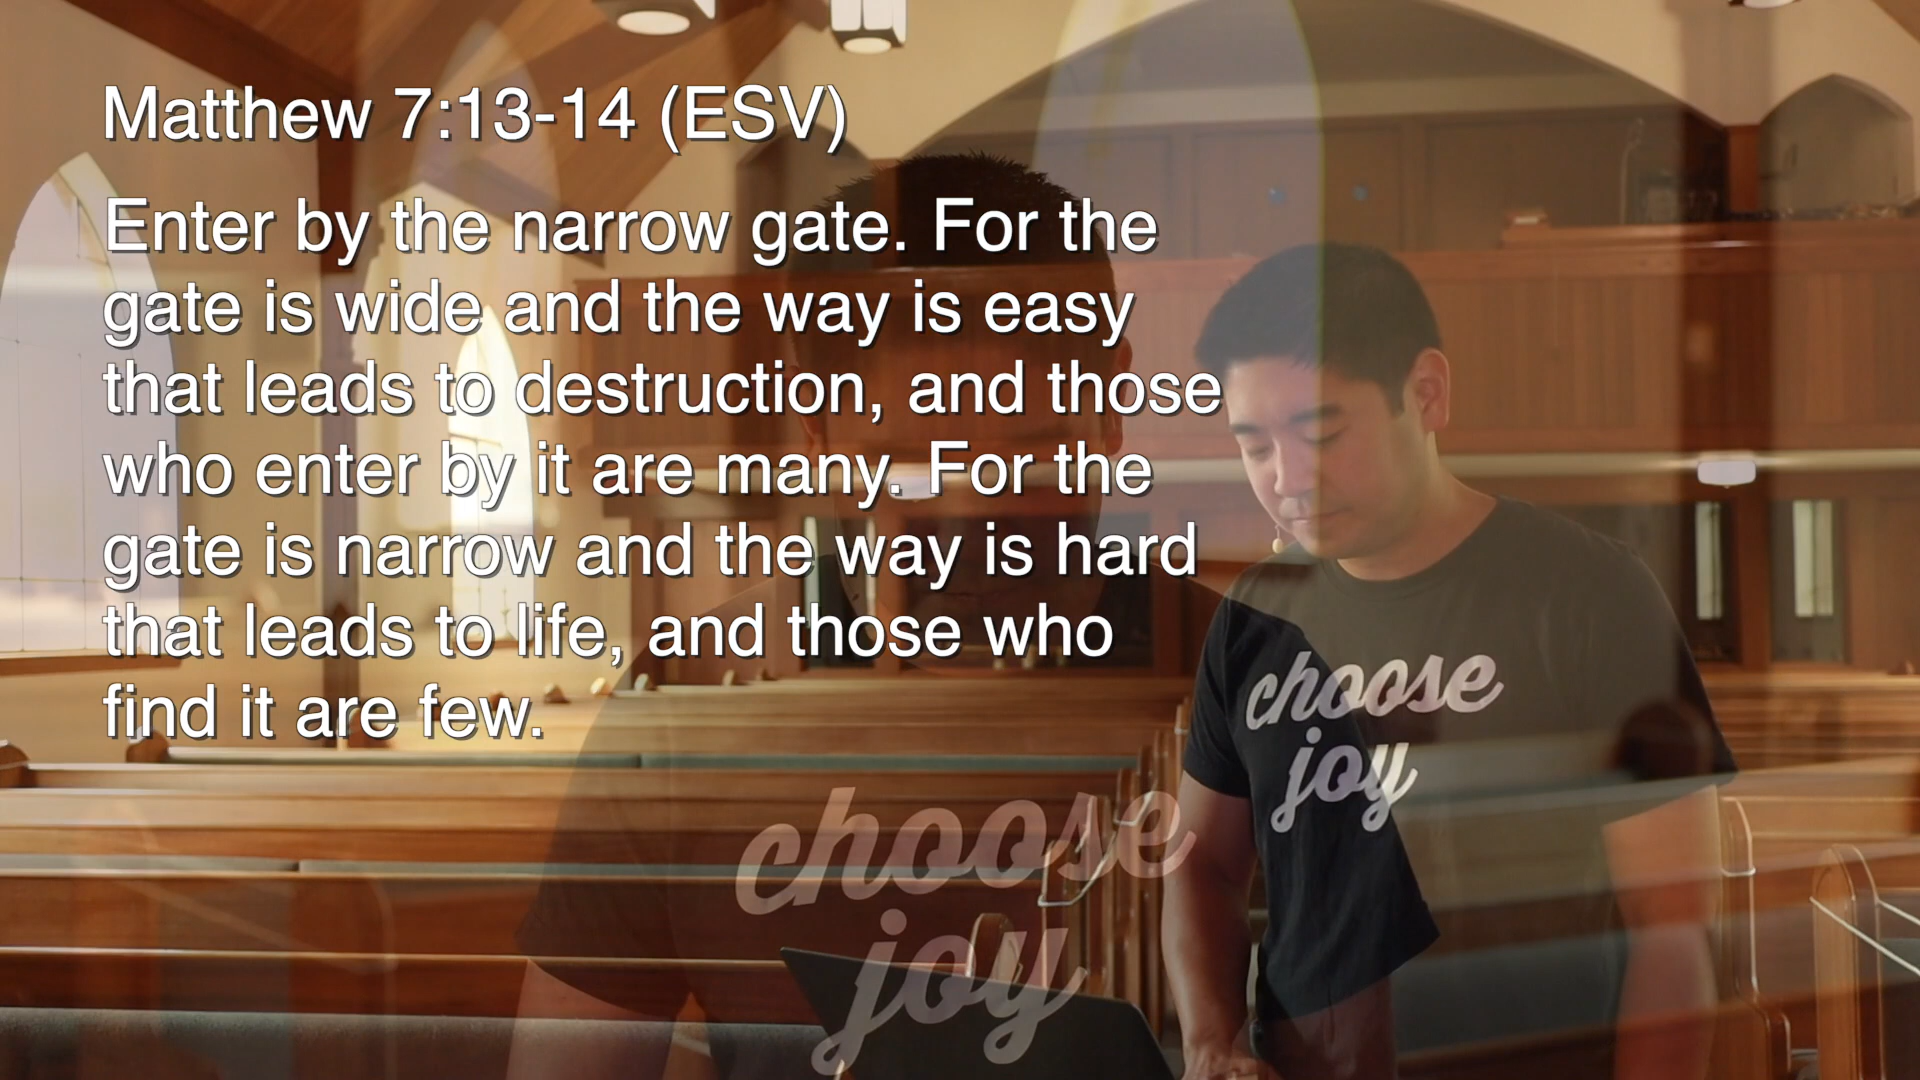 Matthew 7:13-14 (ESV)
Enter by the narrow gate. For the
gate is wide and the way is easy
that leads to destruction, and those
who enter by it are many. For the
gate is narrow and the way is hard
that leads to life, and those who
find it are few.
choose
joy
choose
joy